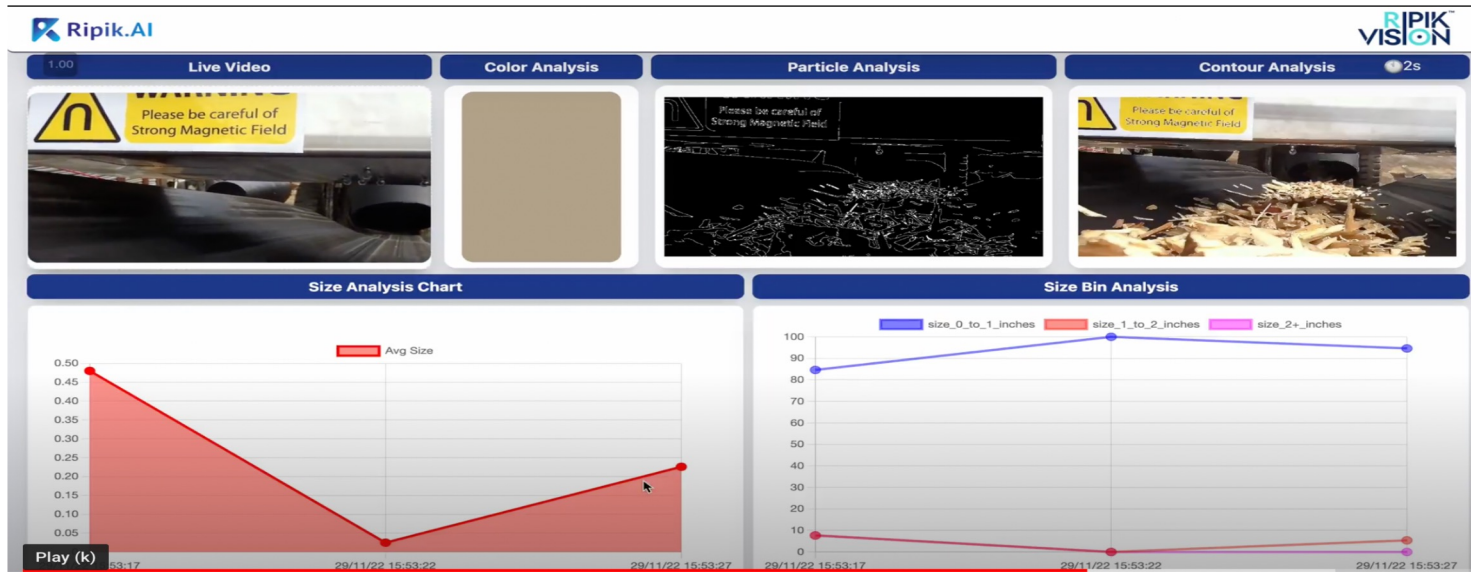 Ripik.AI
RIPIK
VISION
TM
1.00
Live Video
Color Analysis
Particle Analysis
Contour Analysis
2s
WARNING
Please be careful of
Strong Magnetic Field
Please be careful of
Strong Magnetic Field
Please be careful of
Strong Magnetic Field
Size Analysis Chart
Size Bin Analysis
Avg Size
0.50
0.45
0.40
0.35
0.30
0.25
0.20
0.15
0.10
0.05
Play (k)
53:17
29/11/22 15:53:22
29/11/22 15:53:27
size_0_to_1_inches
size_1_to_2_inches
size_2+_inches
100
90
80
70
60
50
40
30
20
10
0
29/11/22 15:53:17
29/11/22 15:53:22
29/11/22 15:53:27